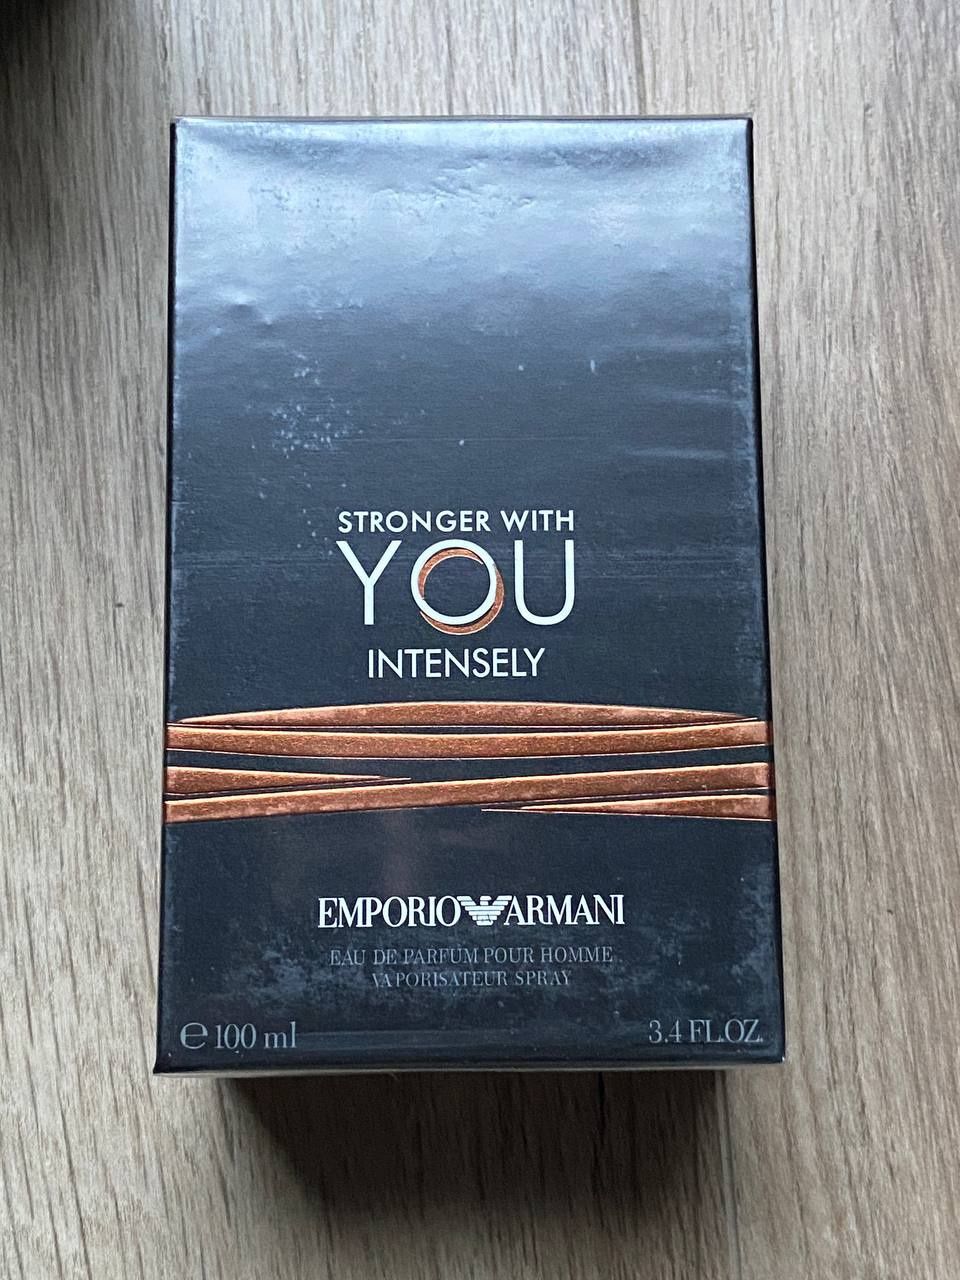 STRONGER WITH
YOU
INTENSELY
EMPORIO ARMANI
EAU DE PARFUM POUR HOMME
VAPORISATEUR SPRAY
℮ 100 ml
3.4 FL.OZ.